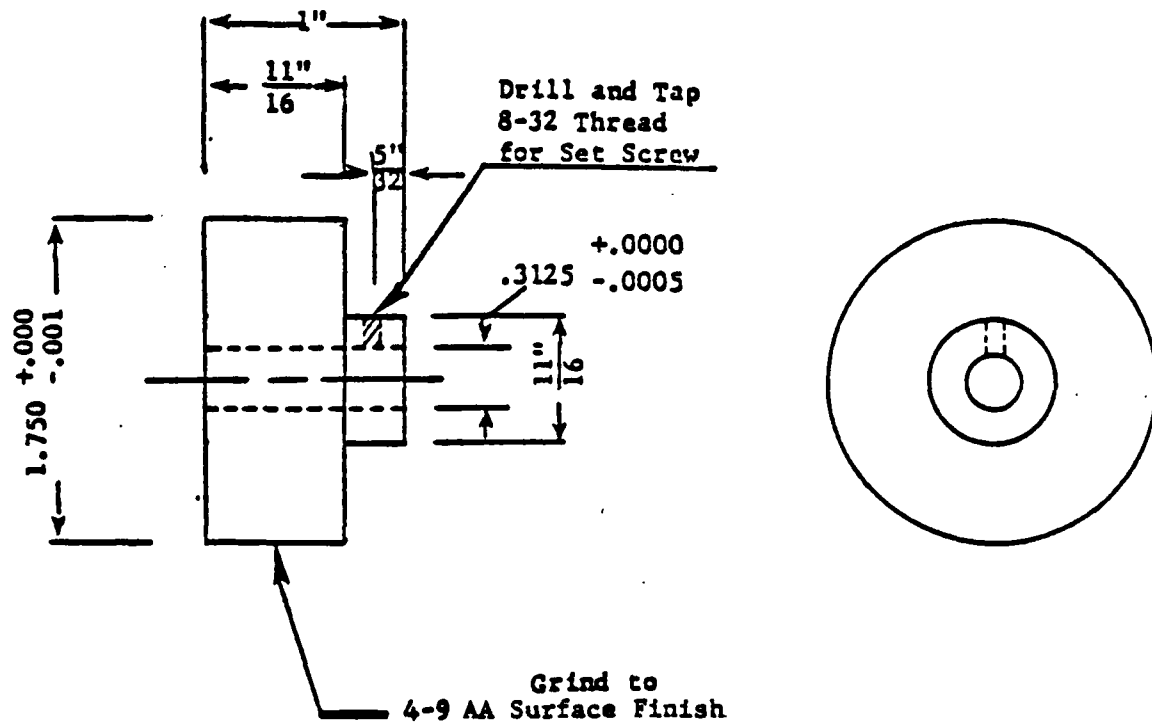 1"
11"
16
Drill and Tap
8-32 Thread
for Set Screw
5"
32
+.0000
.3125 -.0005
1.750 +.000
-.001
11"
16
Grind to
4-9 AA Surface Finish